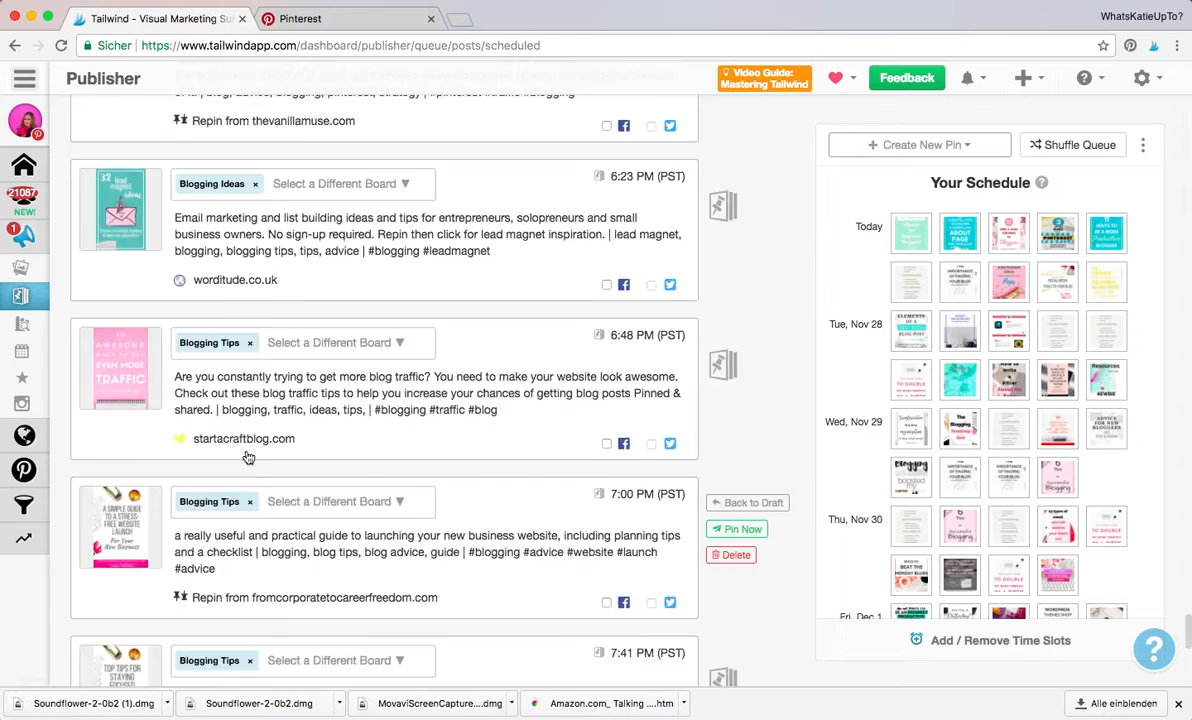 Tailwind - Visual Marketing Sui
Pinterest
WhatsKatieUpTo?
Sicher | https://www.tailwindapp.com/dashboard/publisher/queue/posts/scheduled
Publisher
Video Guide:
Mastering Tailwind
Feedback
21087
NEW!
1
Repin from thevanillamuse.com
Blogging Ideas × Select a Different Board ▼ 6:23 PM (PST)
Email marketing and list building ideas and tips for entrepreneurs, solopreneurs and small
business owners. No sign-up required. Repin then click for lead magnet inspiration. | lead magnet,
blogging, blogging tips, tips, advice | #blogging #leadmagnet
worditude.co.uk
Blogging Tips × Select a Different Board ▼ 6:48 PM (PST)
Are you constantly trying to get more blog traffic? You need to make your website look awesome.
Check out these blog traffic tips to help you increase your chances of getting blog posts Pinned &
shared. | blogging, traffic, ideas, tips, | #blogging #traffic #blog
startacraftblog.com
Blogging Tips × Select a Different Board ▼ 7:00 PM (PST)
a really useful and practical guide to launching your new business website, including planning tips
and a checklist | blogging, blog tips, blog advice, guide | #blogging #advice #website #launch
#advice
Repin from fromcorporatetocareerfreedom.com
Back to Draft
Pin Now
Delete
Blogging Tips × Select a Different Board ▼ 7:41 PM (PST)
TOP TIPS
FOR STAYING
FOCUSED
Create New Pin
Shuffle Queue
Your Schedule
Today
Tue, Nov 28
Wed, Nov 29
Thu, Nov 30
Fri, Dec 1
Add / Remove Time Slots
Soundflower-2-0b2 (1).dmg
Soundflower-2-0b2.dmg
MovaviScreenCapture....dmg
Amazon.com_ Talking ....htm
Alle einblenden